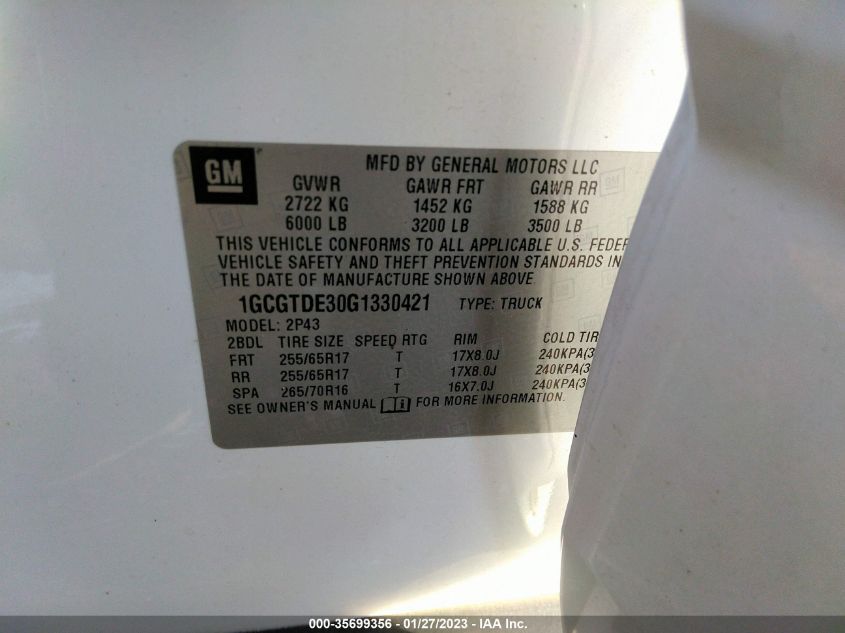 GM
MFD BY GENERAL MOTORS LLC
GVWR GAWR FRT GAWR RR
2722 KG 1452 KG 1588 KG
6000 LB 3200 LB 3500 LB
THIS VEHICLE CONFORMS TO ALL APPLICABLE U.S. FEDER
VEHICLE SAFETY AND THEFT PREVENTION STANDARDS IN
THE DATE OF MANUFACTURE SHOWN ABOVE.
1GCGTDE30G1330421 TYPE: TRUCK
MODEL: 2P43
2BDL TIRE SIZE SPEED RTG RIM COLD TIR
FRT 255/65R17 T 17X8.0J 240KPA(3
RR 255/65R17 T 17X8.0J 240KPA(3
SPA 265/70R16 T 16X7.0J 240KPA(3
SEE OWNER'S MANUAL FOR MORE INFORMATION.
000-35699356 - 01/27/2023 - IAA Inc.